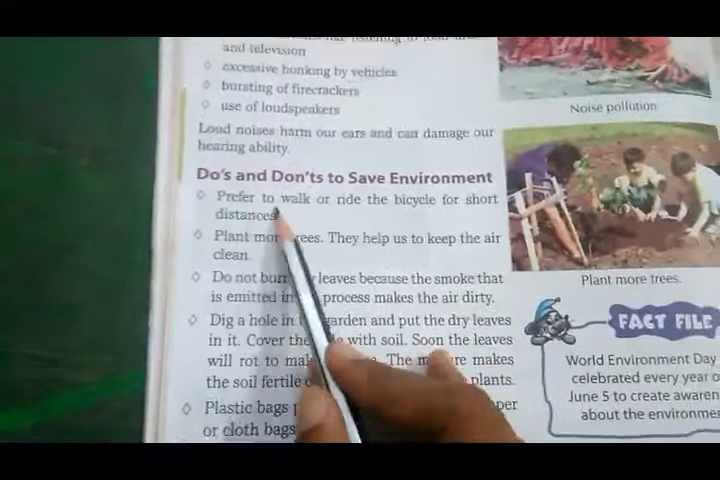 and television
◊ excessive honking by vehicles
◊ bursting of firecrackers
◊ use of loudspeakers
Loud noises harm our ears and can damage our
hearing ability.
Do's and Don'ts to Save Environment
◊ Prefer to walk or ride the bicycle for short
distances
◊ Plant mor rees. They help us to keep the air
clean.
◊ Do not burn leaves because the smoke that
is emitted in process makes the air dirty.
◊ Dig a hole in garden and put the dry leaves
in it. Cover the with soil. Soon the leaves
will rot to The makes
the soil fertile plants.
◊ Plastic bags
or cloth bags
Noise pollution
Plant more trees.
FACT FILE
World Environment Day
celebrated every year o
June 5 to create awaren
about the environme